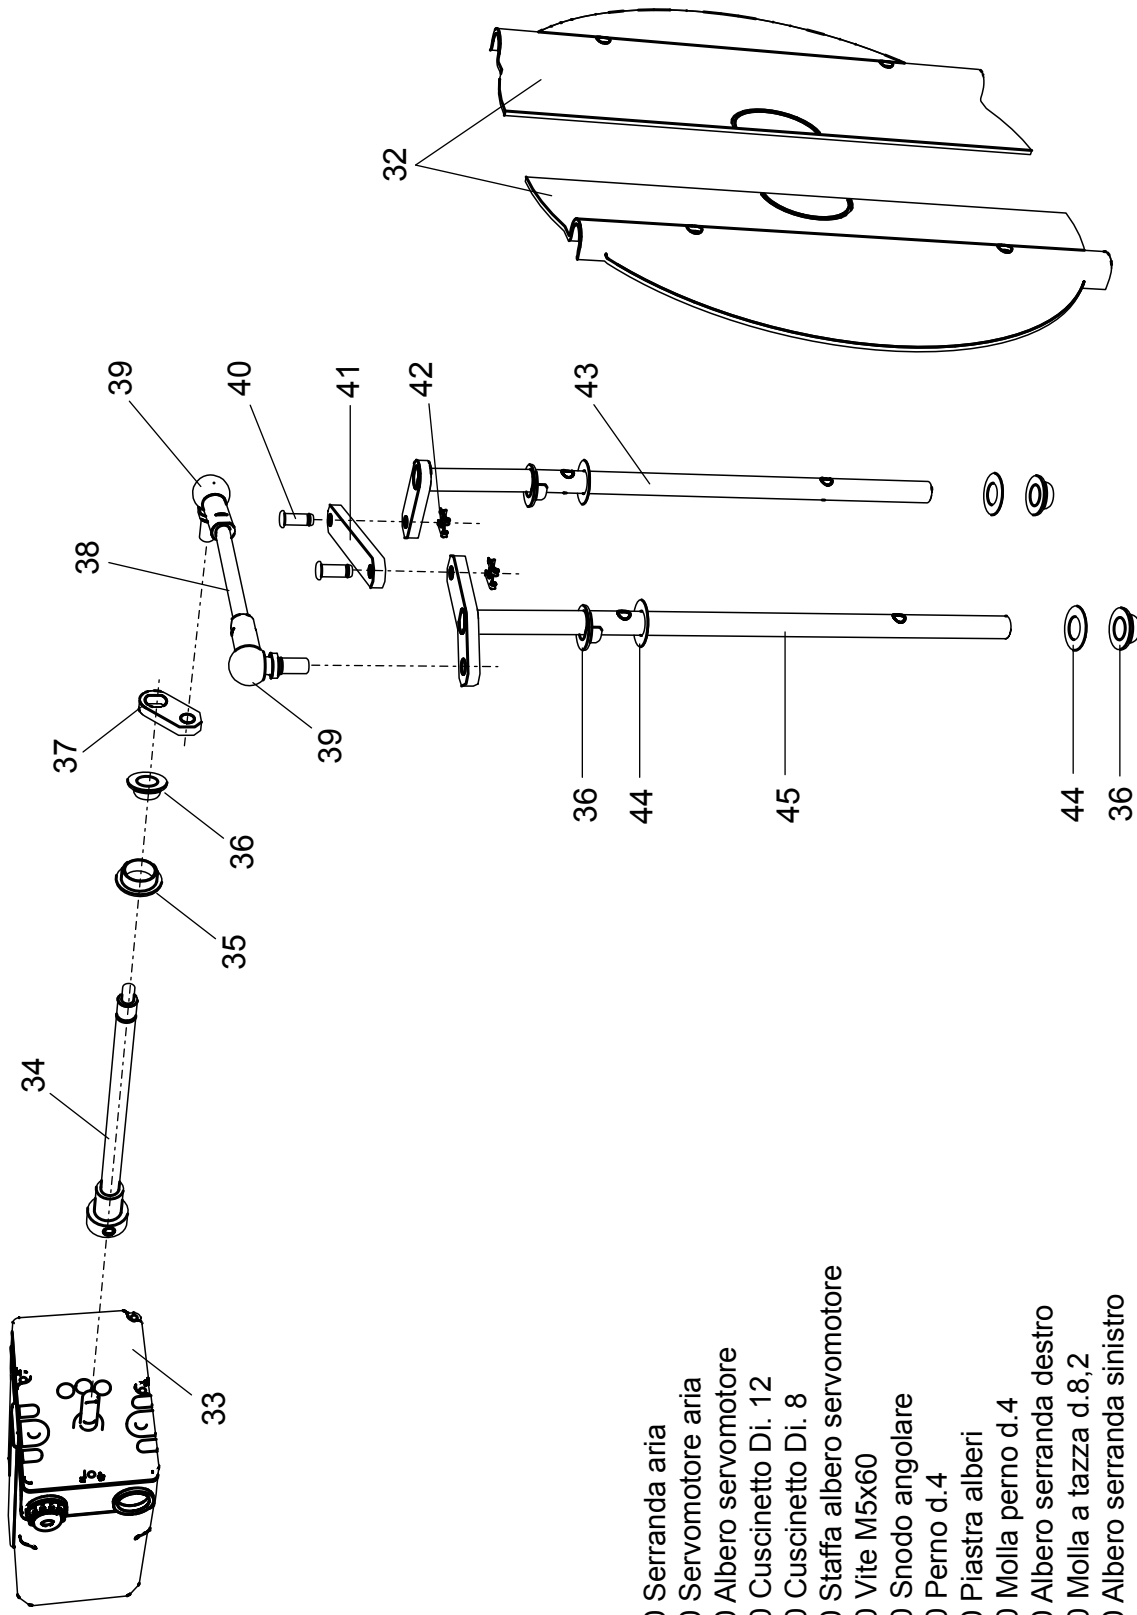 34
37
38
39
33
35
36
40
39
41
32
42
36
43
44
45
44
36
) Serranda aria
) Servomotore aria
) Albero servomotore
) Cuscinetto Di. 12
) Cuscinetto Di. 8
) Staffa albero servomotore
) Vite M5x60
) Snodo angolare
) Perno d.4
) Piastra alberi
) Molla perno d.4
) Albero serranda destro
) Molla a tazza d.8,2
) Albero serranda sinistro